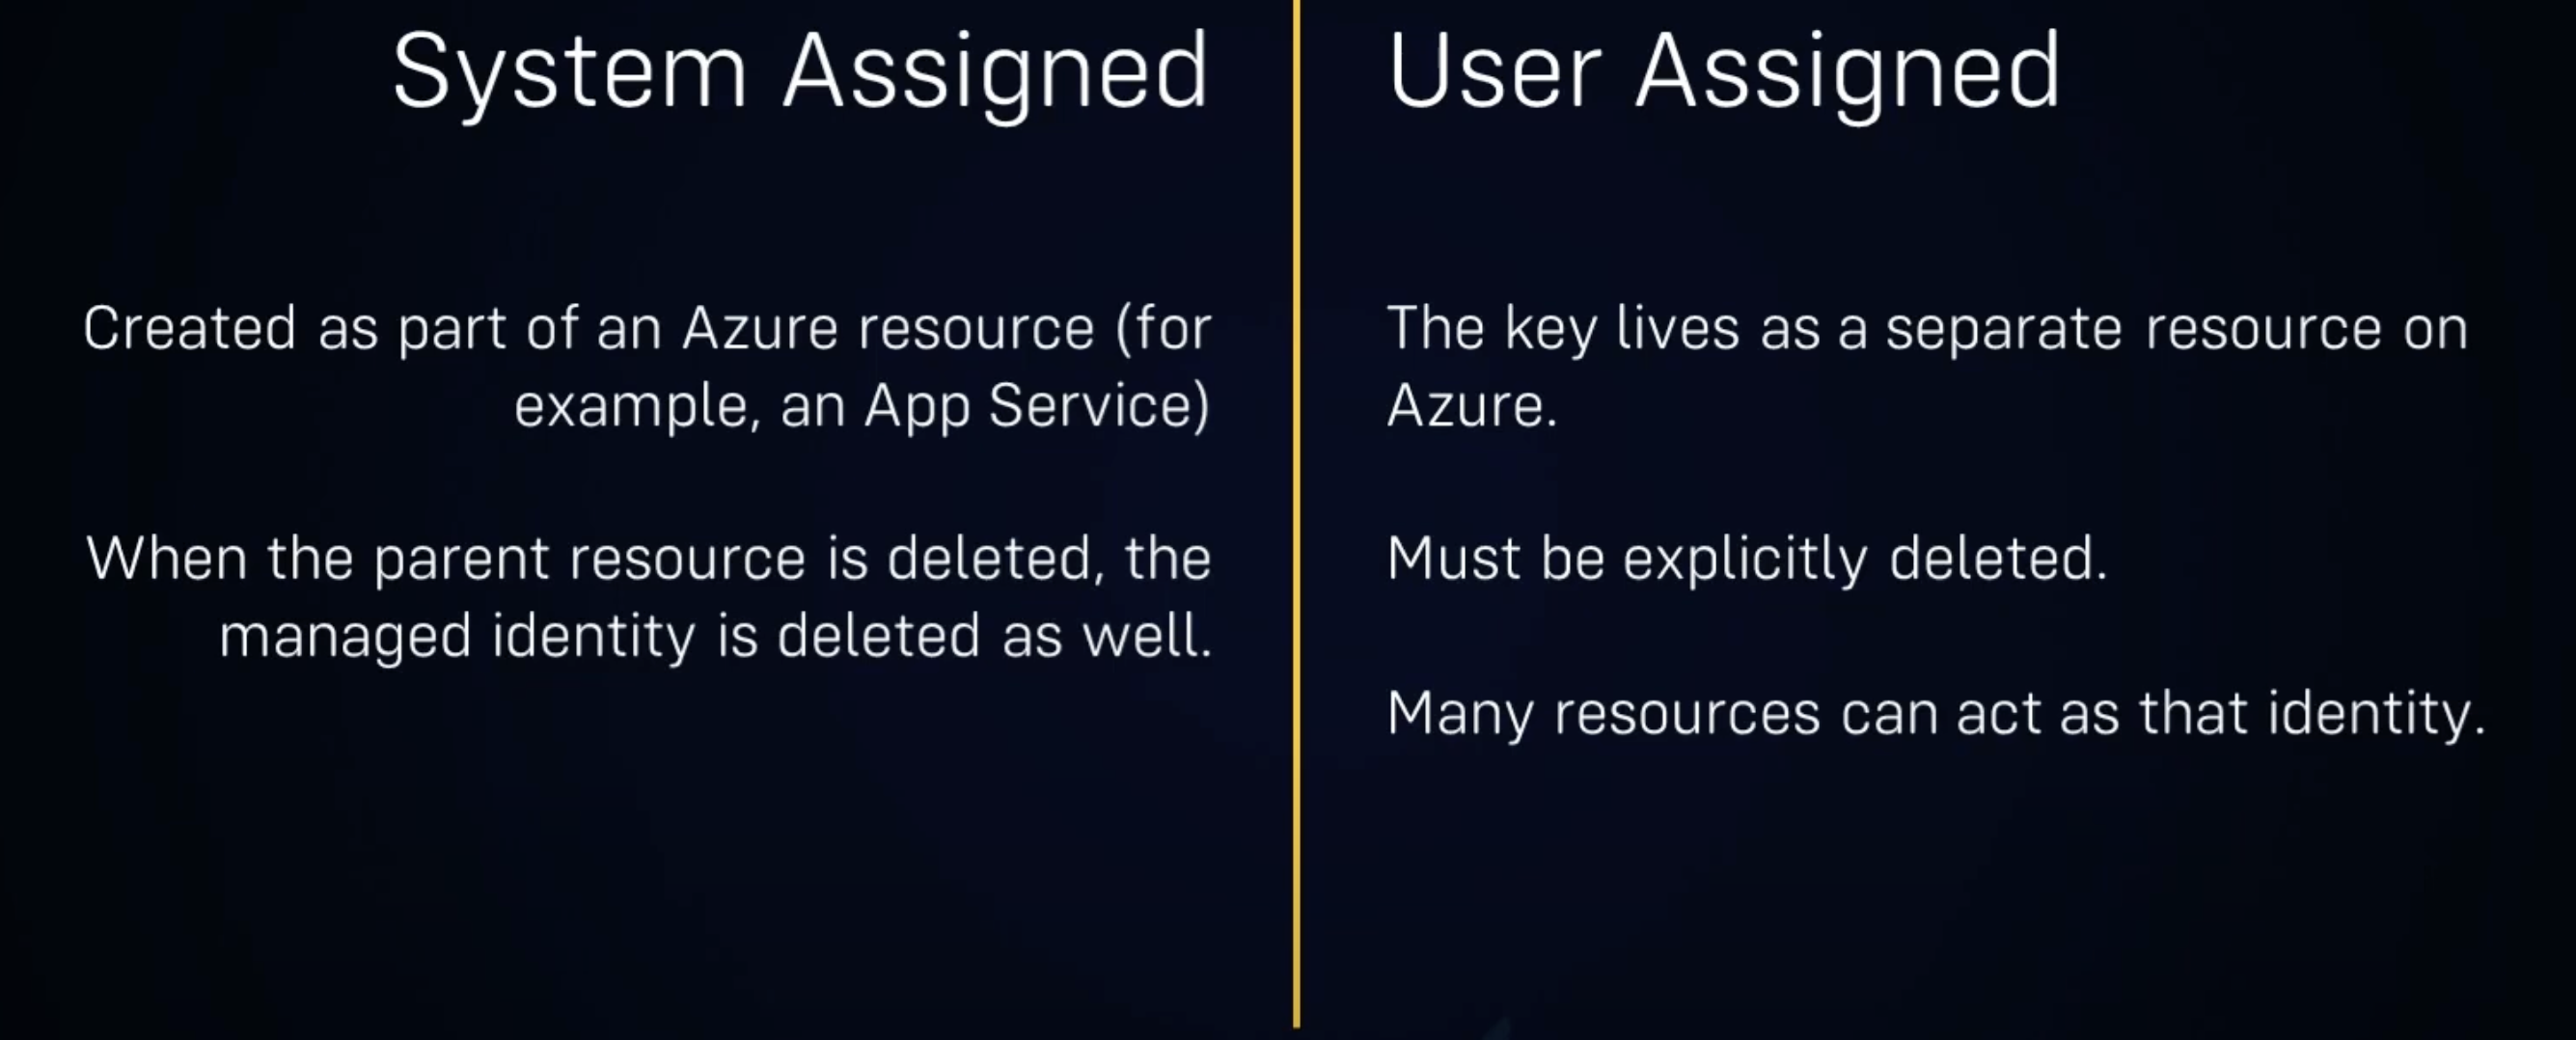 System Assigned
Created as part of an Azure resource (for
example, an App Service)
When the parent resource is deleted, the
managed identity is deleted as well.
User Assigned
The key lives as a separate resource on
Azure.
Must be explicitly deleted.
Many resources can act as that identity.